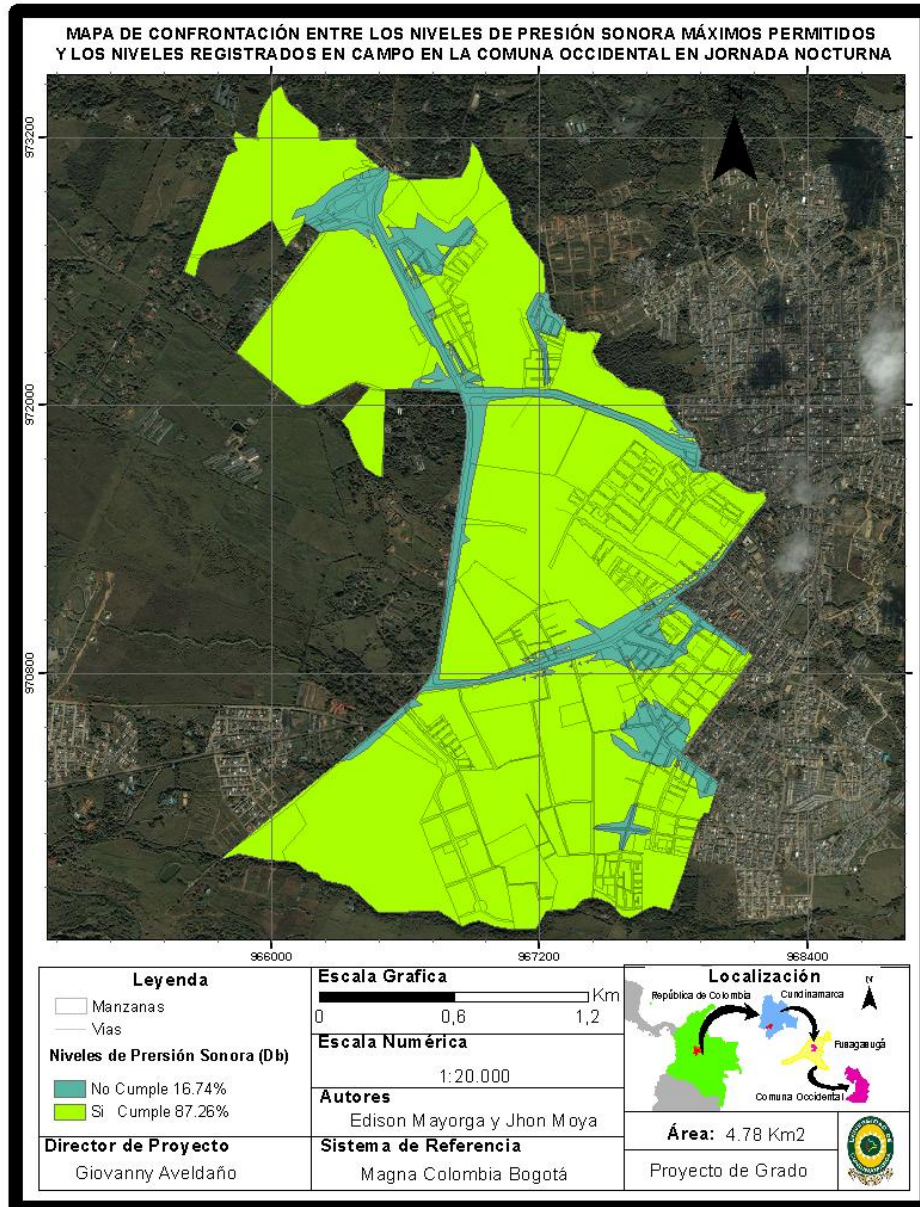 MAPA DE CONFRONTACIÓN ENTRE LOS NIVELES DE PRESIÓN SONORA MÁXIMOS PERMITIDOS
Y LOS NIVELES REGISTRADOS EN CAMPO EN LA COMUNA OCCIDENTAL EN JORNADA NOCTURNA
973200
972000
970800
966000
967200
968400
Leyenda
Manzanas
Vias
Niveles de Prersión Sonora (Db)
No Cumple 16.74%
Si Cumple 87.26%
Director de Proyecto
Giovanny Aveldaño
Escala Grafica
Km
0 0,6 1,2
Escala Numérica
1:20.000
Autores
Edison Mayorga y Jhon Moya
Sistema de Referencia
Magna Colombia Bogotá
Localización
N
República de Colombia
Cundinamarca
Fusagasugá
Comuna Occidental
Área: 4.78 Km2
Proyecto de Grado
UNIVERSIDAD DE
CUNDINAMARCA